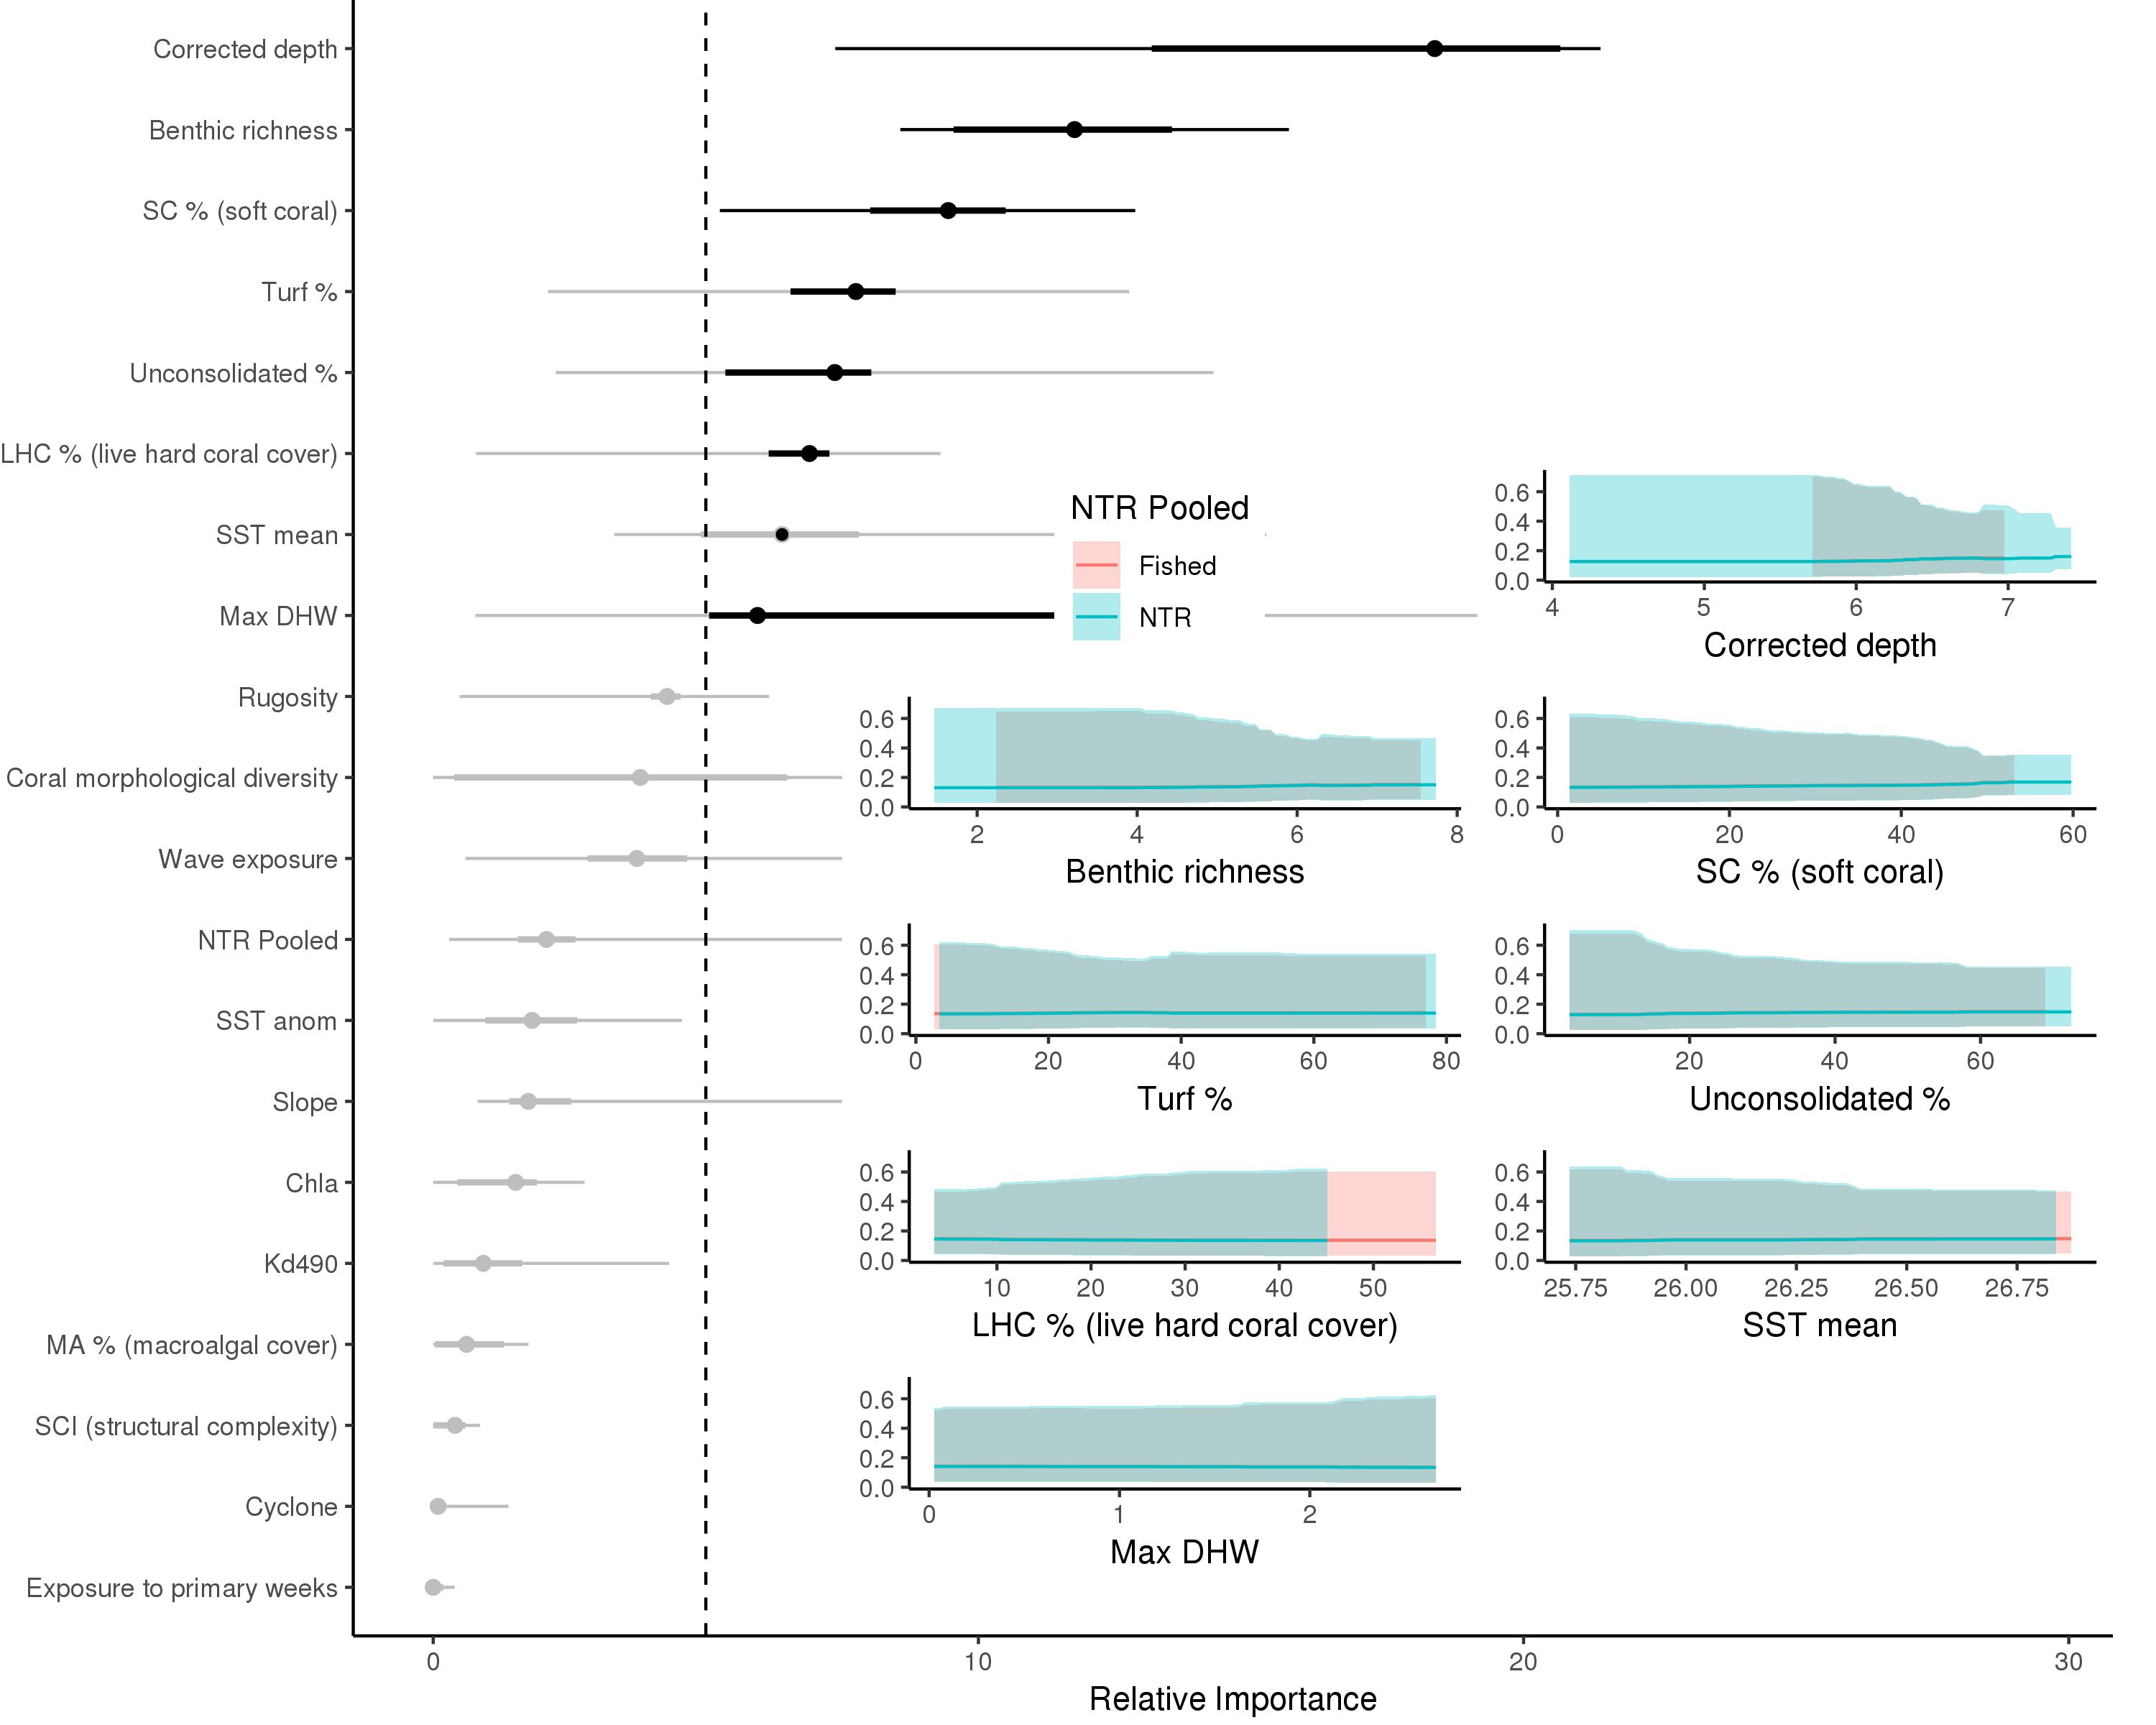 Corrected depth
Benthic richness
SC % (soft coral)
Turf %
Unconsolidated %
LHC % (live hard coral cover)
SST mean
Max DHW
Rugosity
Coral morphological diversity
Wave exposure
NTR Pooled
SST anom
Slope
Chla
Kd490
MA % (macroalgal cover)
SCI (structural complexity)
Cyclone
Exposure to primary weeks
0 10 20 30
Relative Importance
NTR Pooled
Fished
NTR
0.6
0.4
0.2
0.0
4 5 6 7
Corrected depth
0.6
0.4
0.2
0.0
2 4 6 8
Benthic richness
0.6
0.4
0.2
0.0
0 20 40 60
SC % (soft coral)
0.6
0.4
0.2
0.0
0 20 40 60 80
Turf %
0.6
0.4
0.2
0.0
20 40 60
Unconsolidated %
0.6
0.4
0.2
0.0
10 20 30 40 50
LHC % (live hard coral cover)
0.6
0.4
0.2
0.0
25.75 26.00 26.25 26.50 26.75
SST mean
0.6
0.4
0.2
0.0
0 1 2
Max DHW